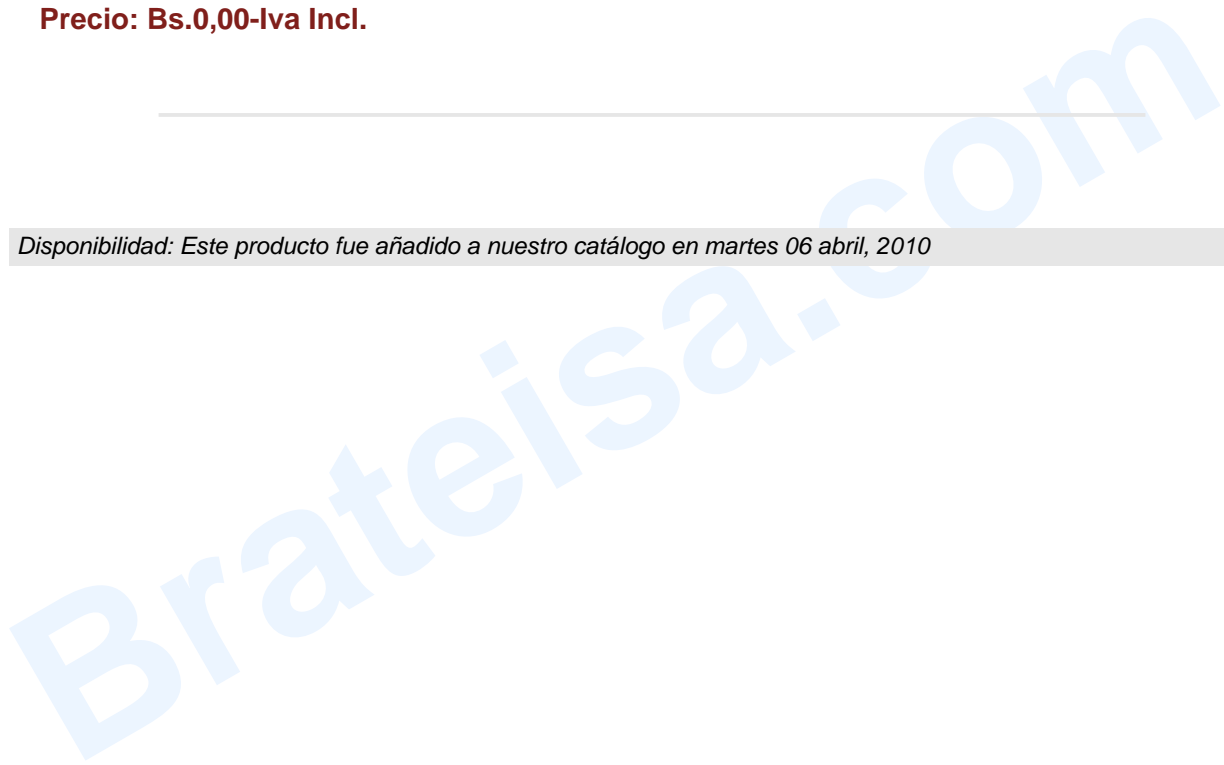 Precio: Bs.0,00-Iva Incl.
Disponibilidad: Este producto fue añadido a nuestro catálogo en martes 06 abril, 2010
Brateisa.com